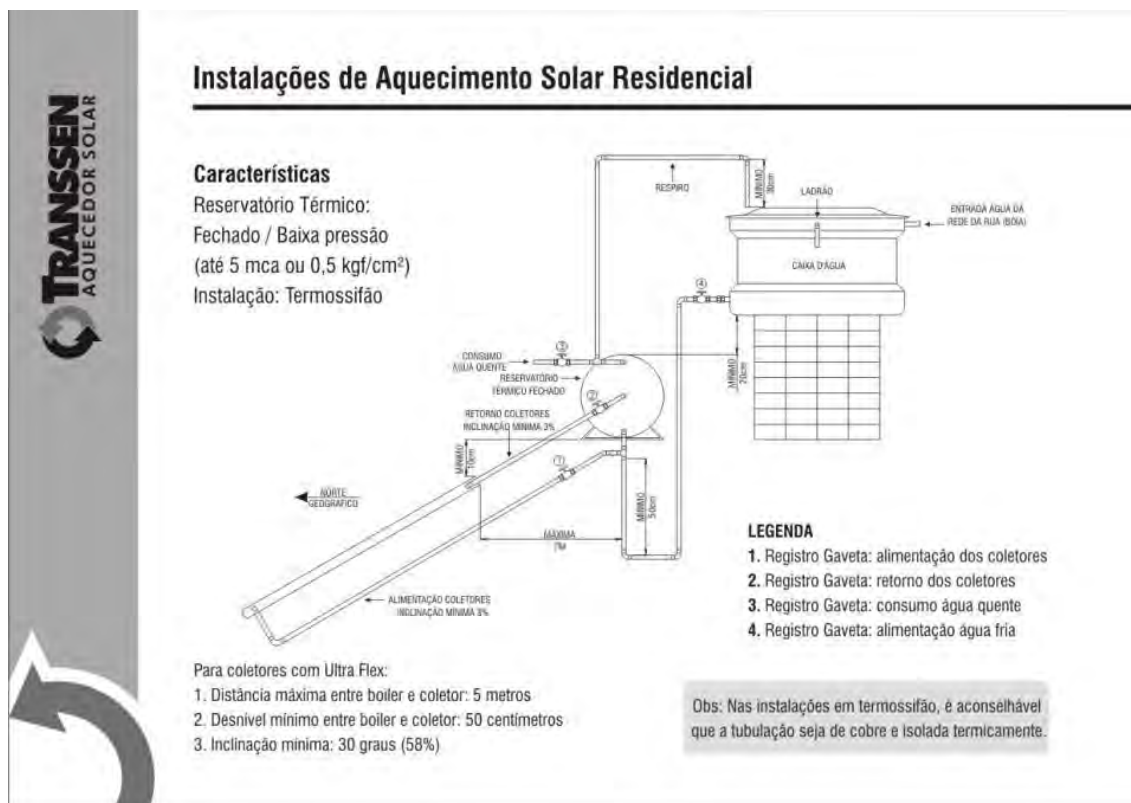 TRANSSEN
AQUECEDOR SOLAR
Instalações de Aquecimento Solar Residencial
Características
Reservatório Térmico:
Fechado / Baixa pressão
(até 5 mca ou 0,5 kgf/cm²)
Instalação: Termossifão
RESPIRO
MÍNIMO
30cm
LADRÃO
ENTRADA ÁGUA DA
REDE DA RUA (BÓIA)
CAIXA D'ÁGUA
4
MÍNIMO
20cm
3
CONSUMO
ÁGUA QUENTE
RESERVATÓRIO
TÉRMICO FECHADO
2
RETORNO COLETORES
INCLINAÇÃO MÍNIMA 3%
MÍNIMO
10cm
1
NORTE
GEOGRÁFICO
MÍNIMO
50cm
MÁXIMA
ALIMENTAÇÃO COLETORES
INCLINAÇÃO MÍNIMA 3%
LEGENDA
1. Registro Gaveta: alimentação dos coletores
2. Registro Gaveta: retorno dos coletores
3. Registro Gaveta: consumo água quente
4. Registro Gaveta: alimentação água fria
Para coletores com Ultra Flex:
1. Distância máxima entre boiler e coletor: 5 metros
2. Desnível mínimo entre boiler e coletor: 50 centímetros
3. Inclinação mínima: 30 graus (58%)
Obs: Nas instalações em termossifão, é aconselhável
que a tubulação seja de cobre e isolada termicamente.